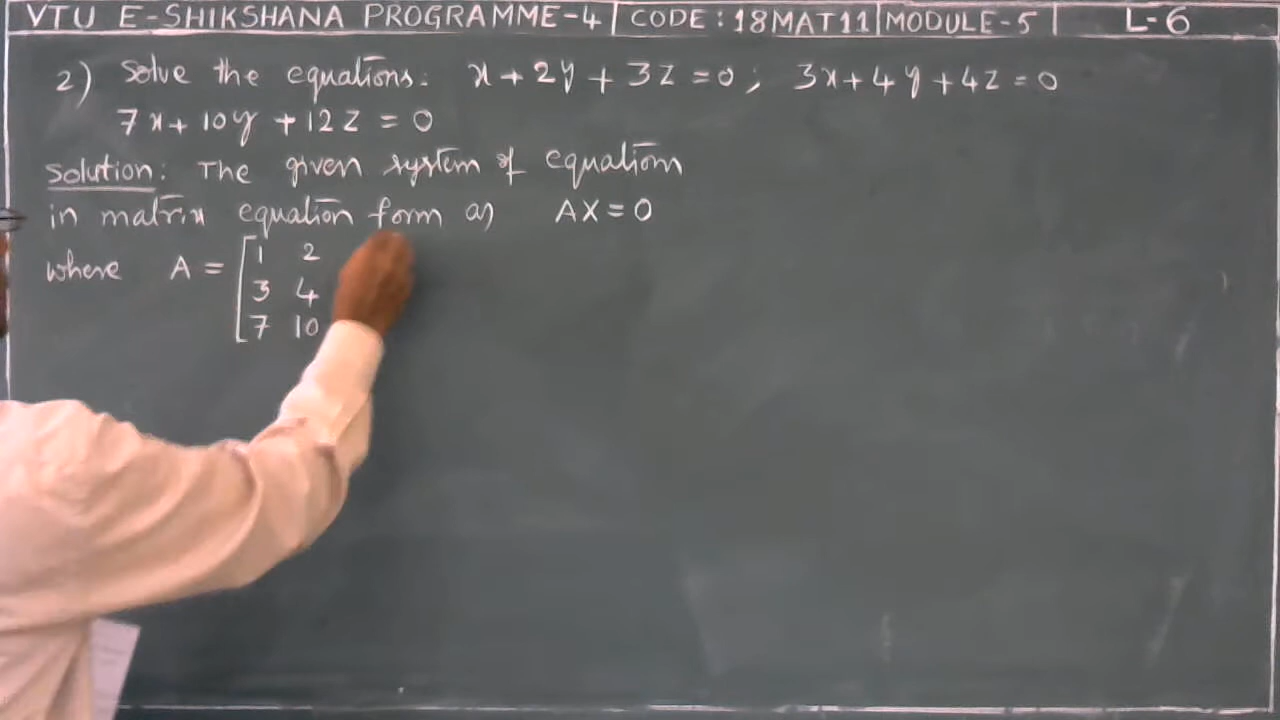 VTU E-SHIKSHANA PROGRAMME-4 | CODE: 18MAT11 | MODULE-5 | L-6
2) Solve the equations: x + 2y + 3z = 0; 3x + 4y + 4z = 0
7x + 10y + 12z = 0
Solution: The given system of equation
in matrix equation form as AX = 0
where A = [ 1 2
3 4
7 10